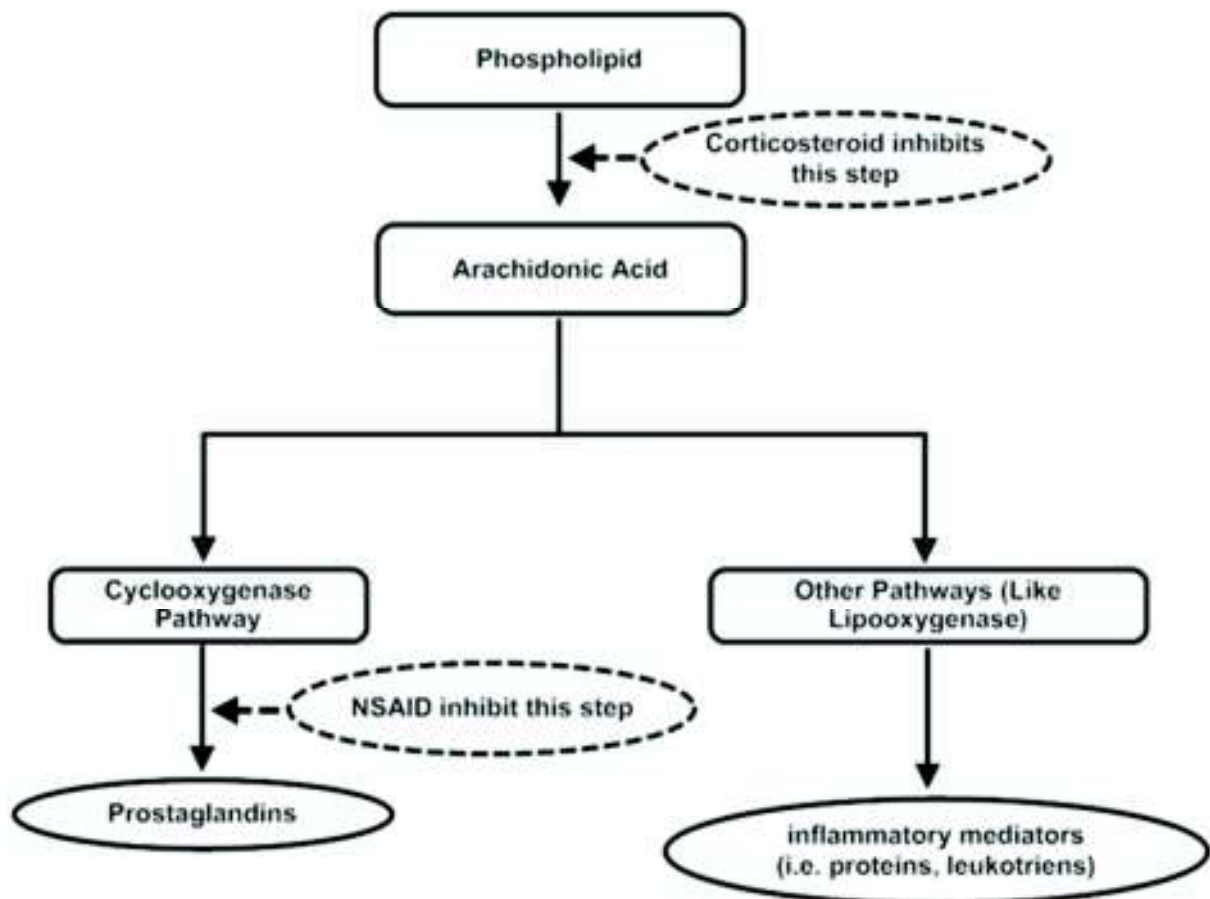 Phospholipid
Corticosteroid inhibits
this step
Arachidonic Acid
Cyclooxygenase
Pathway
Other Pathways (Like
Lipooxygenase)
NSAID inhibit this step
Prostaglandins
inflammatory mediators
(i.e. proteins, leukotriens)